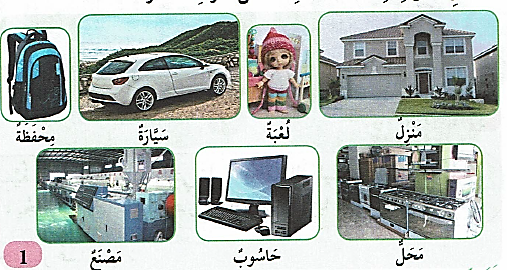 مَنْزِلٌ لُعْبَةٌ سَيَّارَةٌ مِحْفَظَةٌ
مَحَلٌّ حَاسُوبٌ مَصْنَعٌ
1